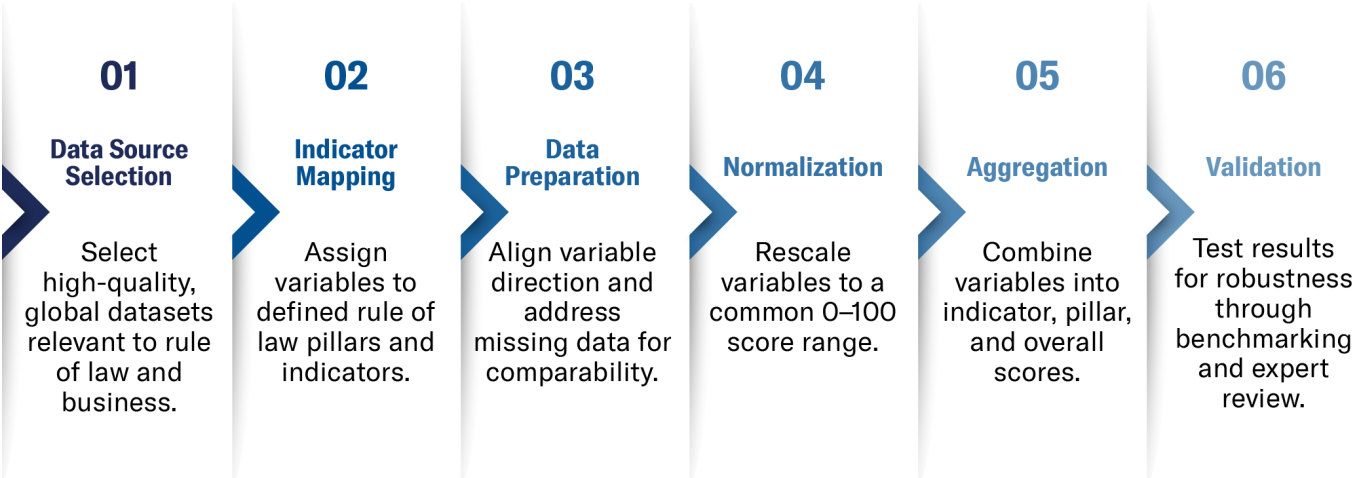 01
Data Source
Selection
Select
high-quality,
global datasets
relevant to rule
of law and
business.
02
Indicator
Mapping
Assign
variables to
defined rule of
law pillars and
indicators.
03
Data
Preparation
Align variable
direction and
address
missing data for
comparability.
04
Normalization
Rescale
variables to a
common 0–100
score range.
05
Aggregation
Combine
variables into
indicator, pillar,
and overall
scores.
06
Validation
Test results
for robustness
through
benchmarking
and expert
review.